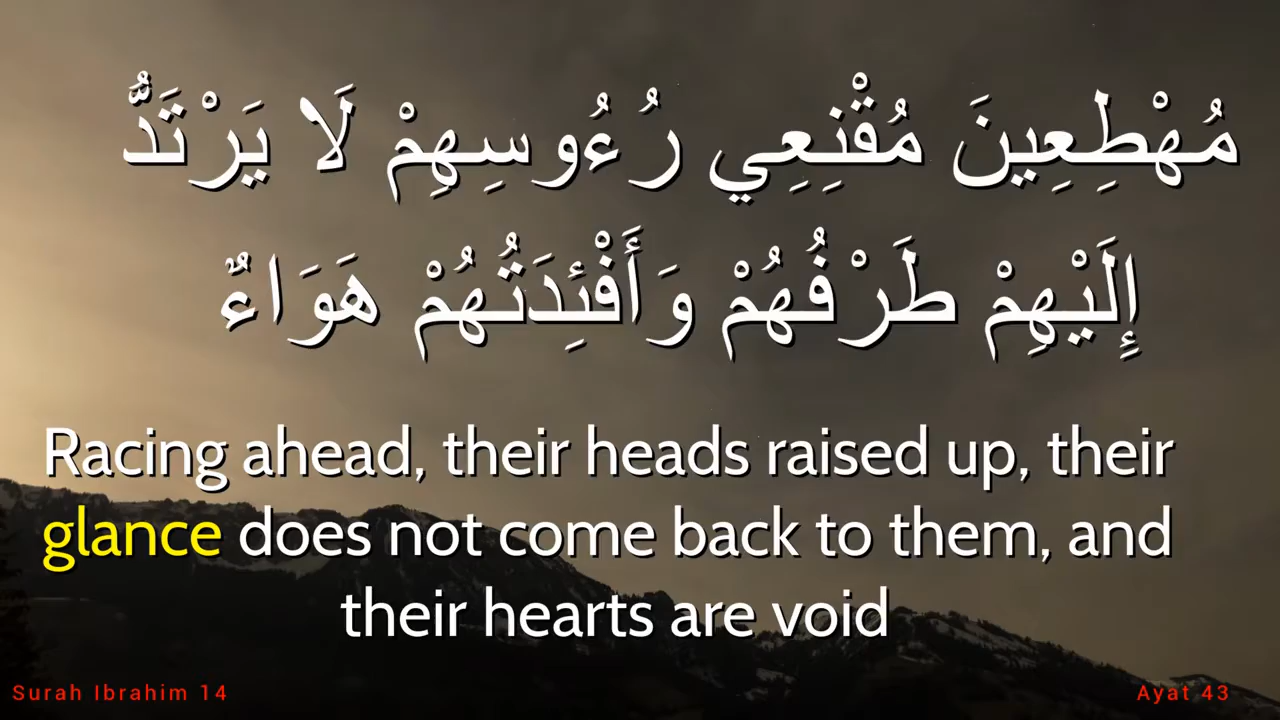 مُهْطِعِينَ مُقْنِعِي رُءُوسِهِمْ لَا يَرْتَدُّ
إِلَيْهِمْ طَرْفُهُمْ وَأَفْئِدَتُهُمْ هَوَاءٌ
Racing ahead, their heads raised up, their
glance does not come back to them, and
their hearts are void
Surah Ibrahim 14
Ayat 43